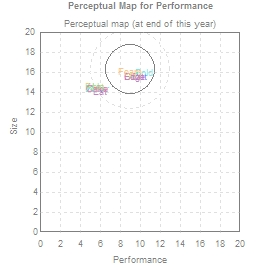 Perceptual Map for Performance
Perceptual map (at end of this year)
20
18
16
14
12
10
8
6
4
2
0
Size
0 2 4 6 8 10 12 14 16 18 20
Performance